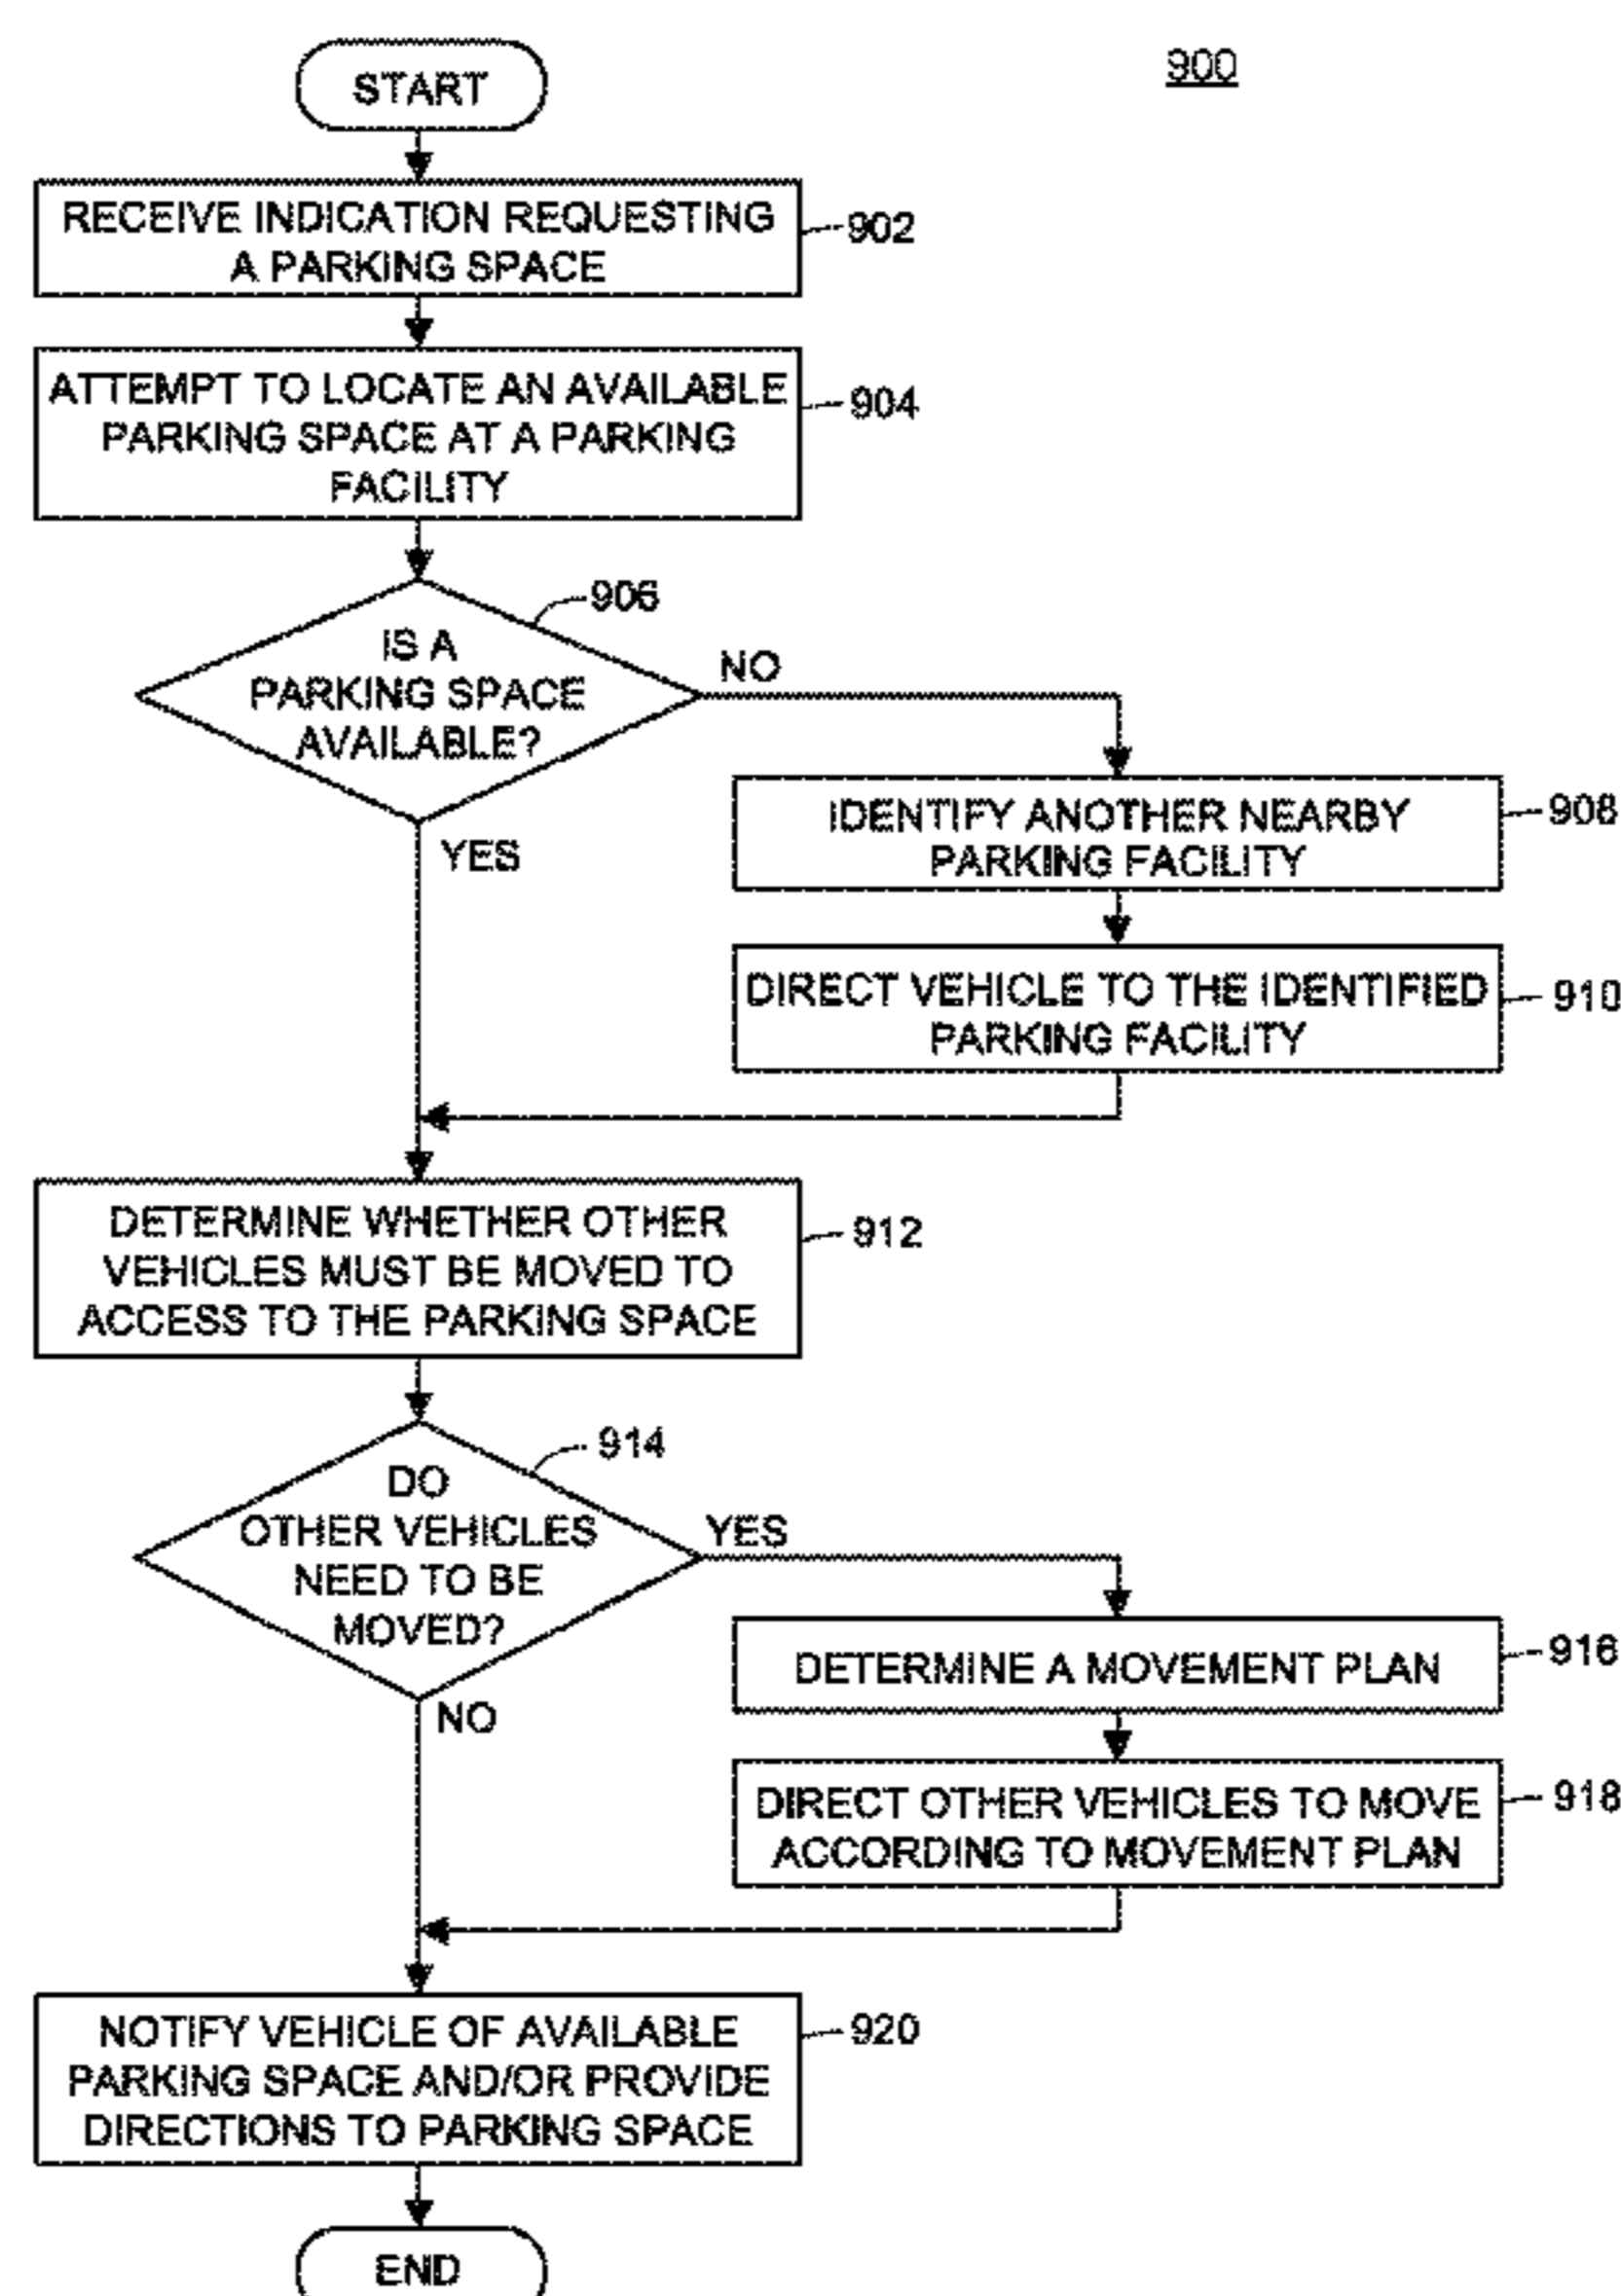 900
START
RECEIVE INDICATION REQUESTING
A PARKING SPACE
902
ATTEMPT TO LOCATE AN AVAILABLE
PARKING SPACE AT A PARKING
FACILITY
904
906
IS A
PARKING SPACE
AVAILABLE?
NO
YES
IDENTIFY ANOTHER NEARBY
PARKING FACILITY
908
DIRECT VEHICLE TO THE IDENTIFIED
PARKING FACILITY
910
DETERMINE WHETHER OTHER
VEHICLES MUST BE MOVED TO
ACCESS TO THE PARKING SPACE
912
914
DO
OTHER VEHICLES
NEED TO BE
MOVED?
YES
NO
DETERMINE A MOVEMENT PLAN
916
DIRECT OTHER VEHICLES TO MOVE
ACCORDING TO MOVEMENT PLAN
918
NOTIFY VEHICLE OF AVAILABLE
PARKING SPACE AND/OR PROVIDE
DIRECTIONS TO PARKING SPACE
920
END